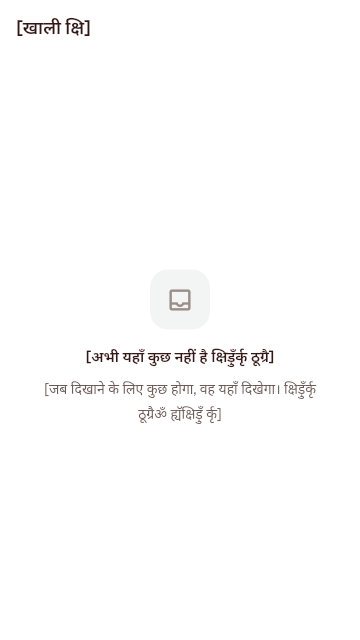 [खाली क्षि]
[अभी यहाँ कुछ नहीं है क्षिड़ुँर्कृ ठूग्रै]
[जब दिखाने के लिए कुछ होगा, वह यहाँ दिखेगा। क्षिड़ुँर्कृ
ठूग्रैॐ ह्यॅक्षिड़ुँ र्कृ]